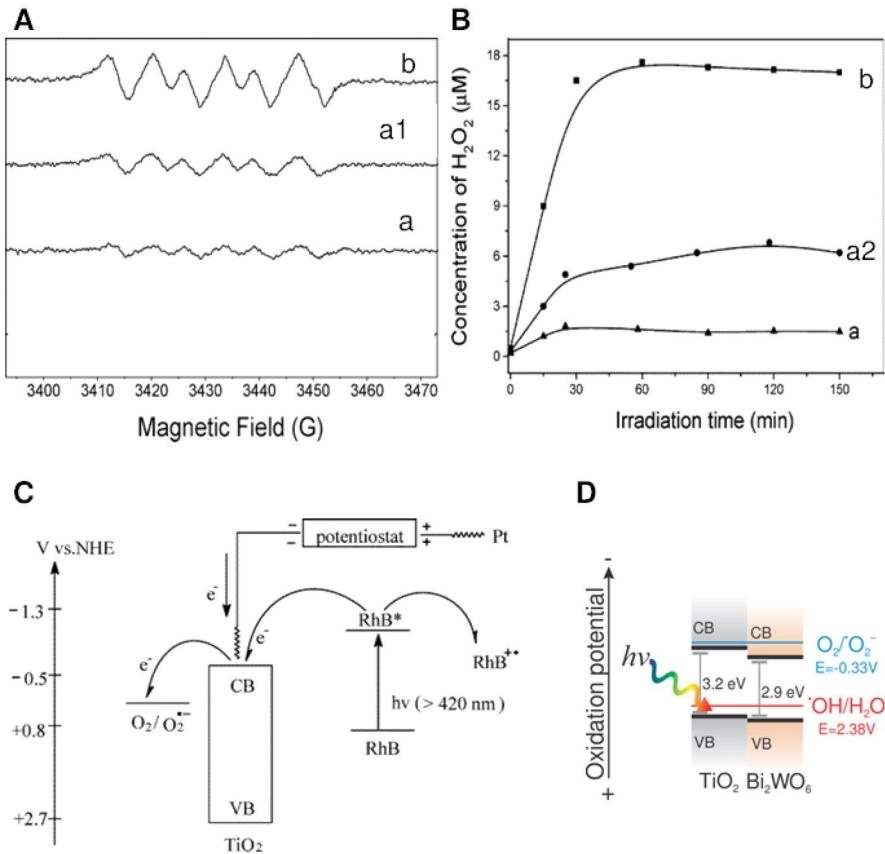 A
b
a1
a
3400 3410 3420 3430 3440 3450 3460 3470
Magnetic Field (G)
B
Concentration of H₂O₂ (μM)
18
15
12
9
6
3
0
b
a2
a
0 30 60 90 120 150
Irradiation time (min)
C
V vs.NHE
−1.3
−0.5
+0.8
+2.7
− potentiostat + Pt
− +
e⁻
e⁻
e⁻
RhB*
RhB⁺•
hν (> 420 nm)
RhB
O₂/ O₂•⁻
CB
VB
TiO₂
D
Oxidation potential
-
+
hν
CB
CB
3.2 eV
2.9 eV
VB
VB
TiO₂ Bi₂WO₆
O₂/•O₂⁻
E=-0.33V
•OH/H₂O
E=2.38V